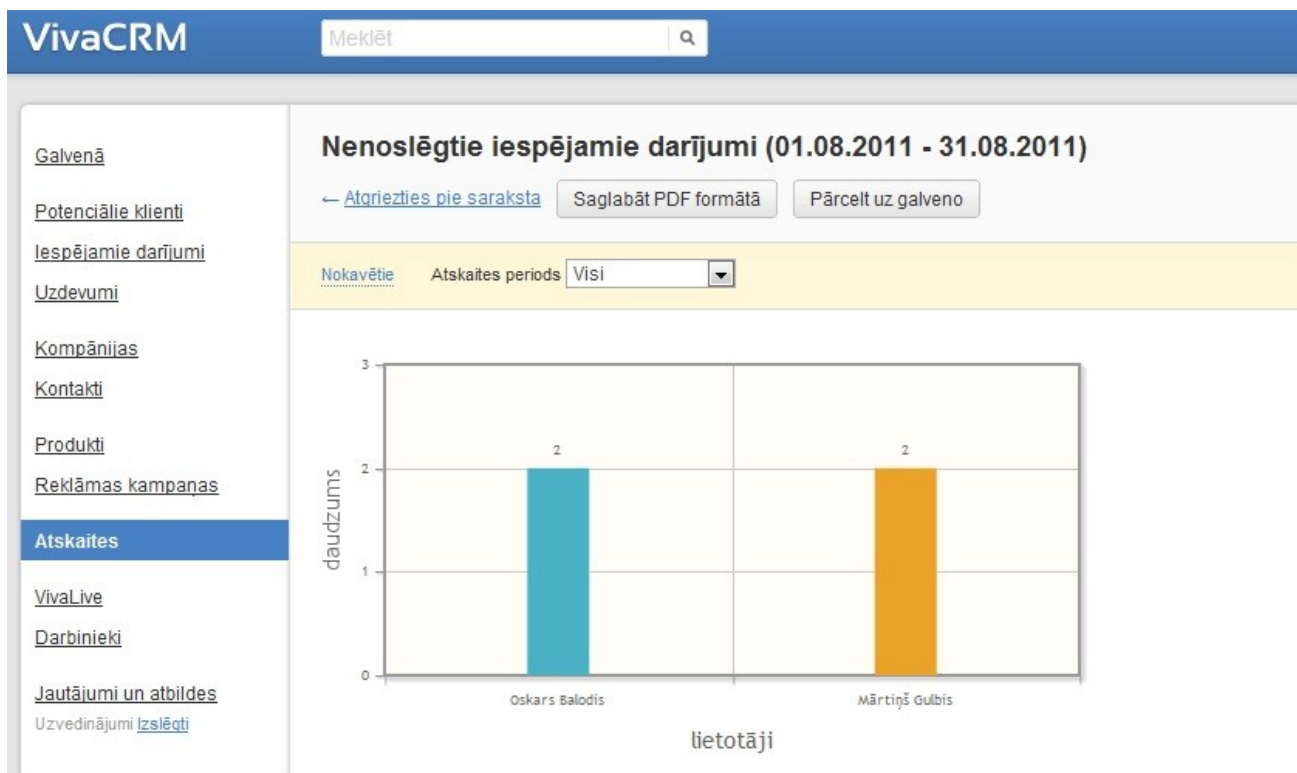 VivaCRM
Meklēt
Galvenā
Potenciālie klienti
Iespējamie darījumi
Uzdevumi
Kompānijas
Kontakti
Produkti
Reklāmas kampaņas
Atskaites
VivaLive
Darbinieki
Jautājumi un atbildes
Uzvedinājumi Izslēgti
Nenoslēgtie iespējamie darījumi (01.08.2011 - 31.08.2011)
← Atgriezties pie saraksta Saglabāt PDF formātā Pārcelt uz galveno
Nokavētie Atskaites periods Visi
daudzums
3
2
1
0
2 2
Oskars Balodis Mārtiņš Gulbis
lietotāji